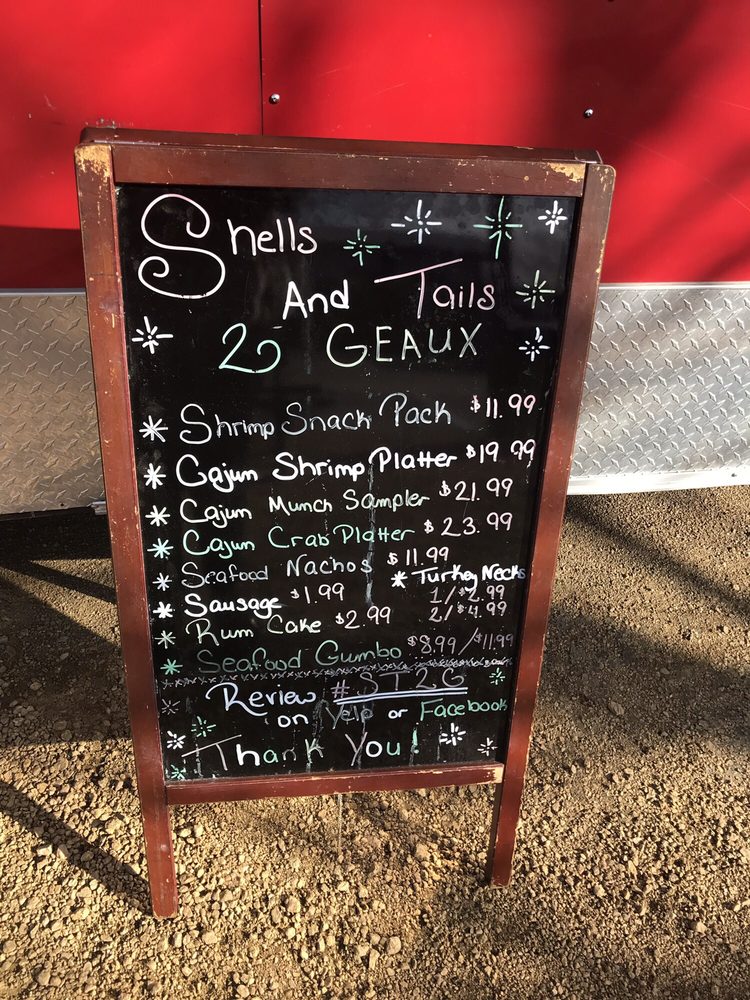 Shells
And Tails
2 GEAUX
* Shrimp Snack Pack $11.99
* Cajun Shrimp Platter $19.99
* Cajun Munch Sampler $21.99
* Cajun Crab Platter $23.99
* Seafood Nachos $11.99
* Turkey Necks
1/$2.99
2/$4.99
* Sausage $1.99
* Rum Cake $2.99
* Seafood Gumbo $8.99/$11.99
Review #ST2G
on Yelp or Facebook
Thank You!